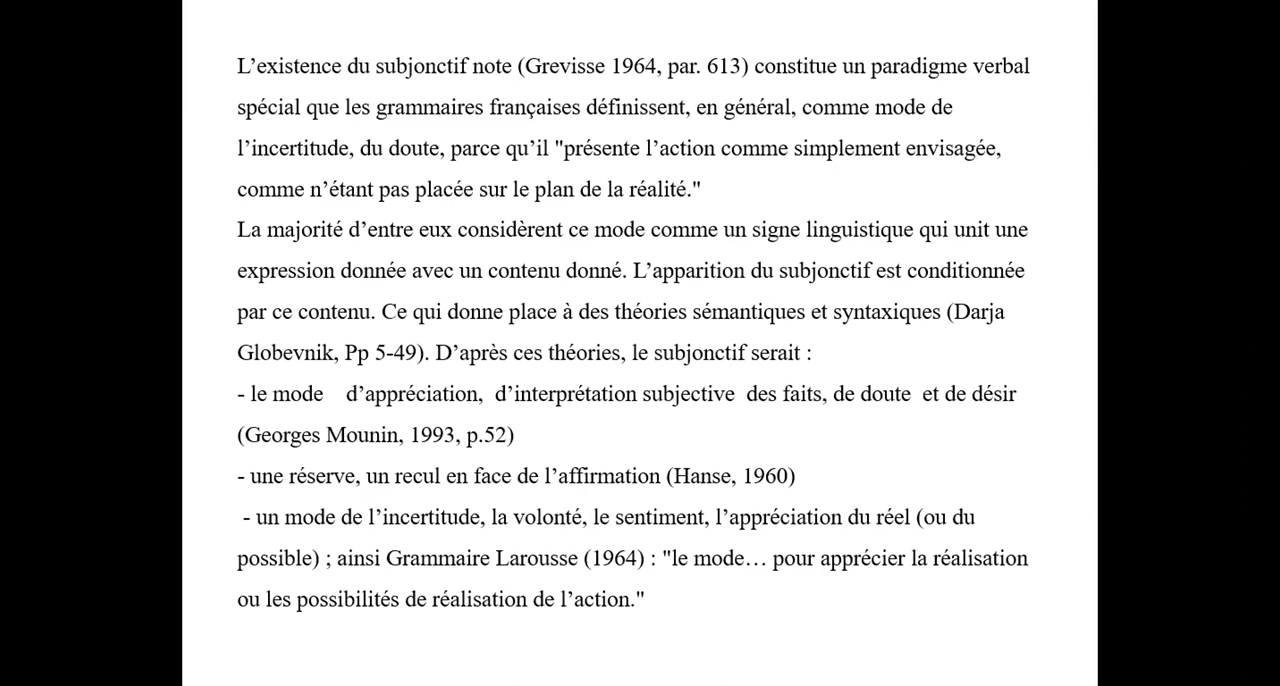 L’existence du subjonctif note (Grevisse 1964, par. 613) constitue un paradigme verbal
spécial que les grammaires françaises définissent, en général, comme mode de
l’incertitude, du doute, parce qu’il "présente l’action comme simplement envisagée,
comme n’étant pas placée sur le plan de la réalité."
La majorité d’entre eux considèrent ce mode comme un signe linguistique qui unit une
expression donnée avec un contenu donné. L’apparition du subjonctif est conditionnée
par ce contenu. Ce qui donne place à des théories sémantiques et syntaxiques (Darja
Globevnik, Pp 5-49). D’après ces théories, le subjonctif serait :
- le mode d’appréciation, d’interprétation subjective des faits, de doute et de désir
(Georges Mounin, 1993, p.52)
- une réserve, un recul en face de l’affirmation (Hanse, 1960)
- un mode de l’incertitude, la volonté, le sentiment, l’appréciation du réel (ou du
possible) ; ainsi Grammaire Larousse (1964) : "le mode… pour apprécier la réalisation
ou les possibilités de réalisation de l’action."